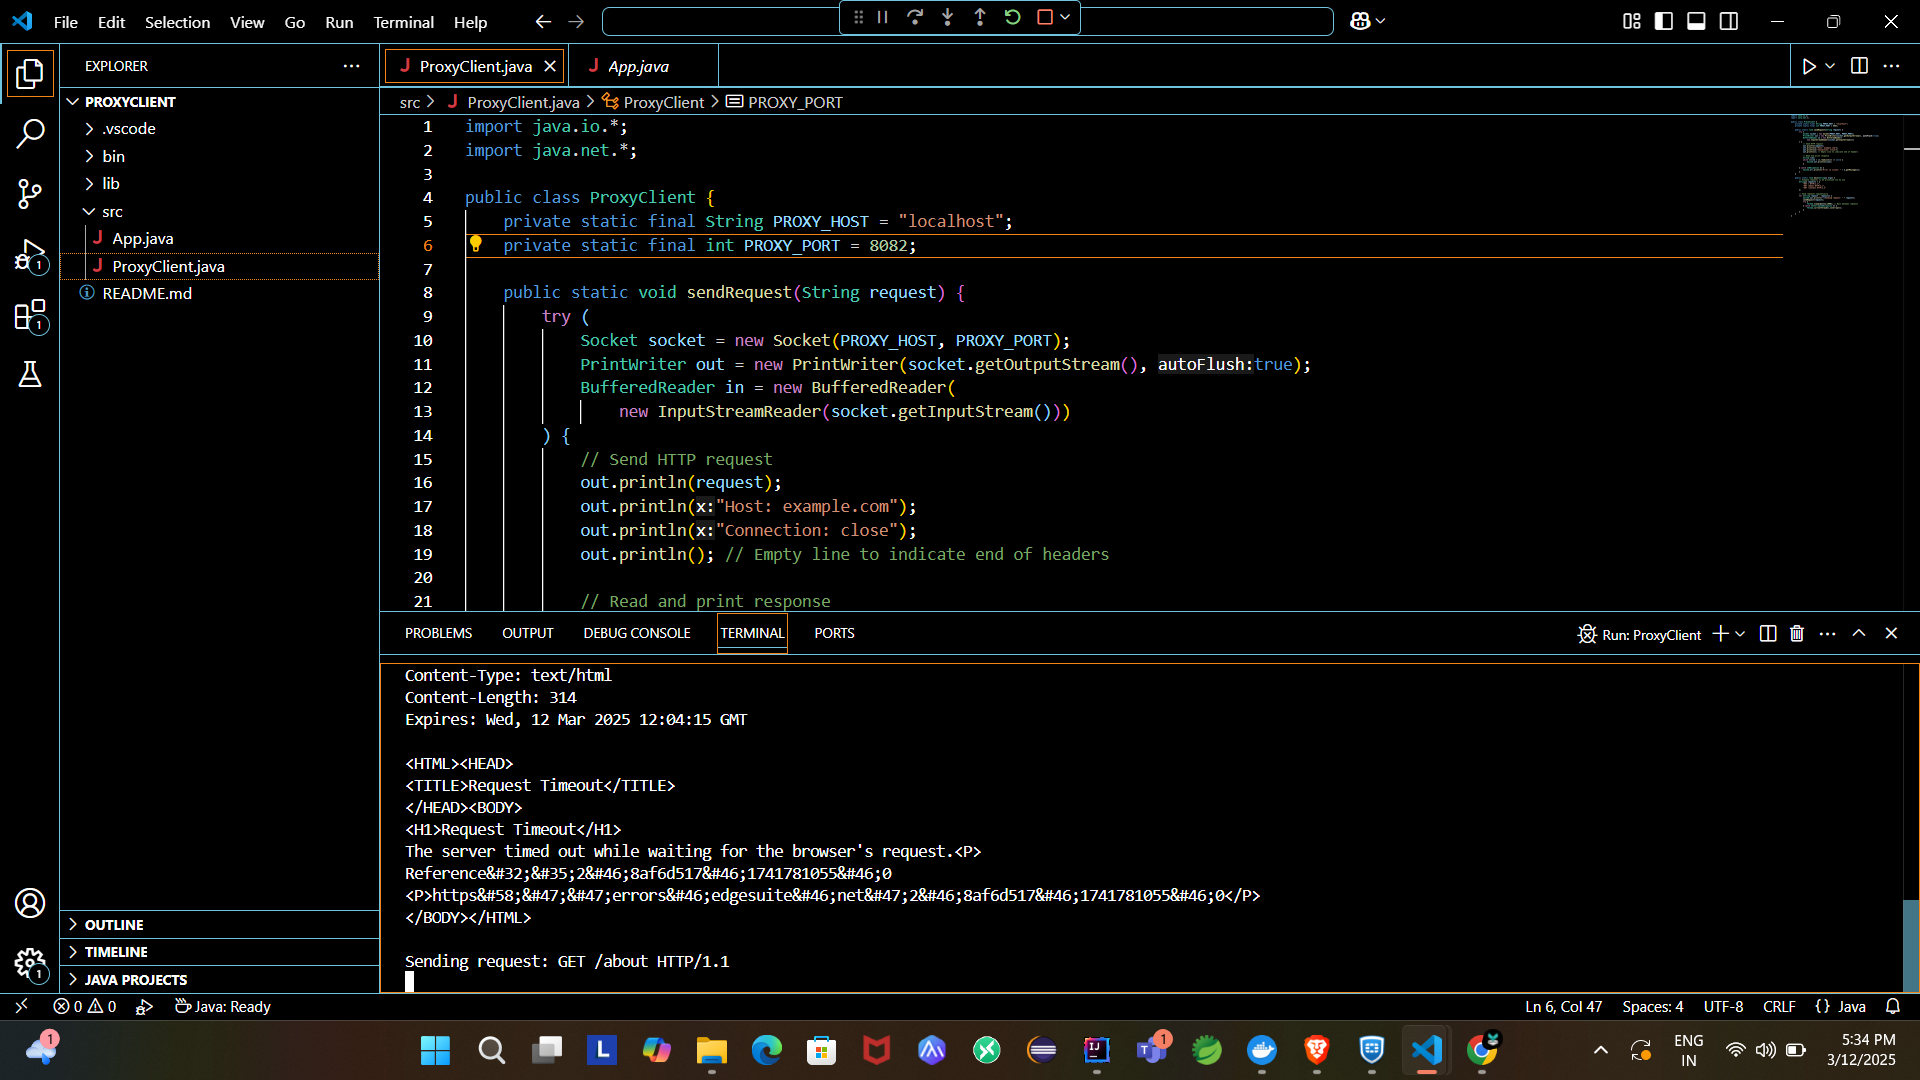 File Edit Selection View Go Run Terminal Help
EXPLORER
PROXYCLIENT
.vscode
bin
lib
src
J App.java
J ProxyClient.java
README.md
OUTLINE
TIMELINE
JAVA PROJECTS
J ProxyClient.java
J App.java
src > J ProxyClient.java > ProxyClient > PROXY_PORT
1 import java.io.*;
2 import java.net.*;
3
4 public class ProxyClient {
5 private static final String PROXY_HOST = "localhost";
6 private static final int PROXY_PORT = 8082;
7
8 public static void sendRequest(String request) {
9 try (
10 Socket socket = new Socket(PROXY_HOST, PROXY_PORT);
11 PrintWriter out = new PrintWriter(socket.getOutputStream(), autoFlush:true);
12 BufferedReader in = new BufferedReader(
13 new InputStreamReader(socket.getInputStream()))
14 ) {
15 // Send HTTP request
16 out.println(request);
17 out.println(x:"Host: example.com");
18 out.println(x:"Connection: close");
19 out.println(); // Empty line to indicate end of headers
20
21 // Read and print response
PROBLEMS OUTPUT DEBUG CONSOLE TERMINAL PORTS
Run: ProxyClient
Content-Type: text/html
Content-Length: 314
Expires: Wed, 12 Mar 2025 12:04:15 GMT
<HTML><HEAD>
<TITLE>Request Timeout</TITLE>
</HEAD><BODY>
<H1>Request Timeout</H1>
The server timed out while waiting for the browser's request.<P>
Reference&#32;&#35;2&#46;8af6d517&#46;1741781055&#46;0
<P>https&#58;&#47;&#47;errors&#46;edgesuite&#46;net&#47;2&#46;8af6d517&#46;1741781055&#46;0</P>
</BODY></HTML>
Sending request: GET /about HTTP/1.1
0 0 Java: Ready
Ln 6, Col 47 Spaces: 4 UTF-8 CRLF {} Java
1
1
1
1
L
IJ
1
ENG
IN
5:34 PM
3/12/2025